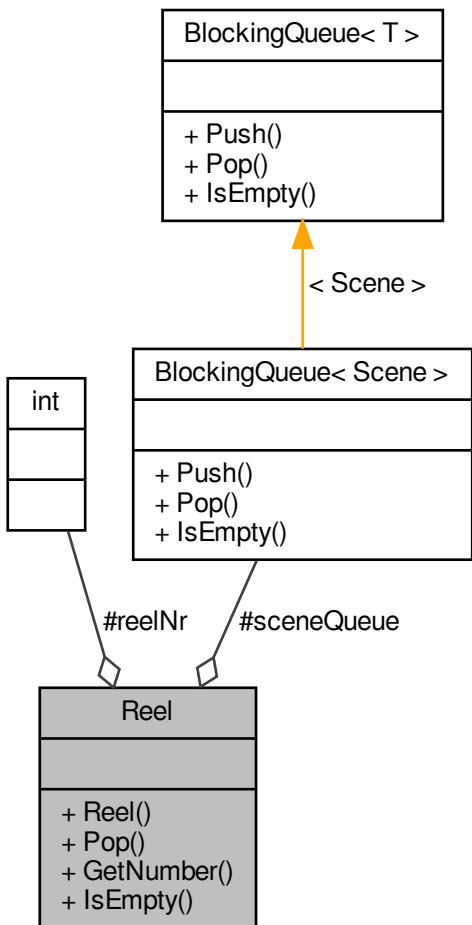 BlockingQueue< T >
+ Push()
+ Pop()
+ IsEmpty()
< Scene >
BlockingQueue< Scene >
+ Push()
+ Pop()
+ IsEmpty()
int
#reelNr
#sceneQueue
Reel
+ Reel()
+ Pop()
+ GetNumber()
+ IsEmpty()